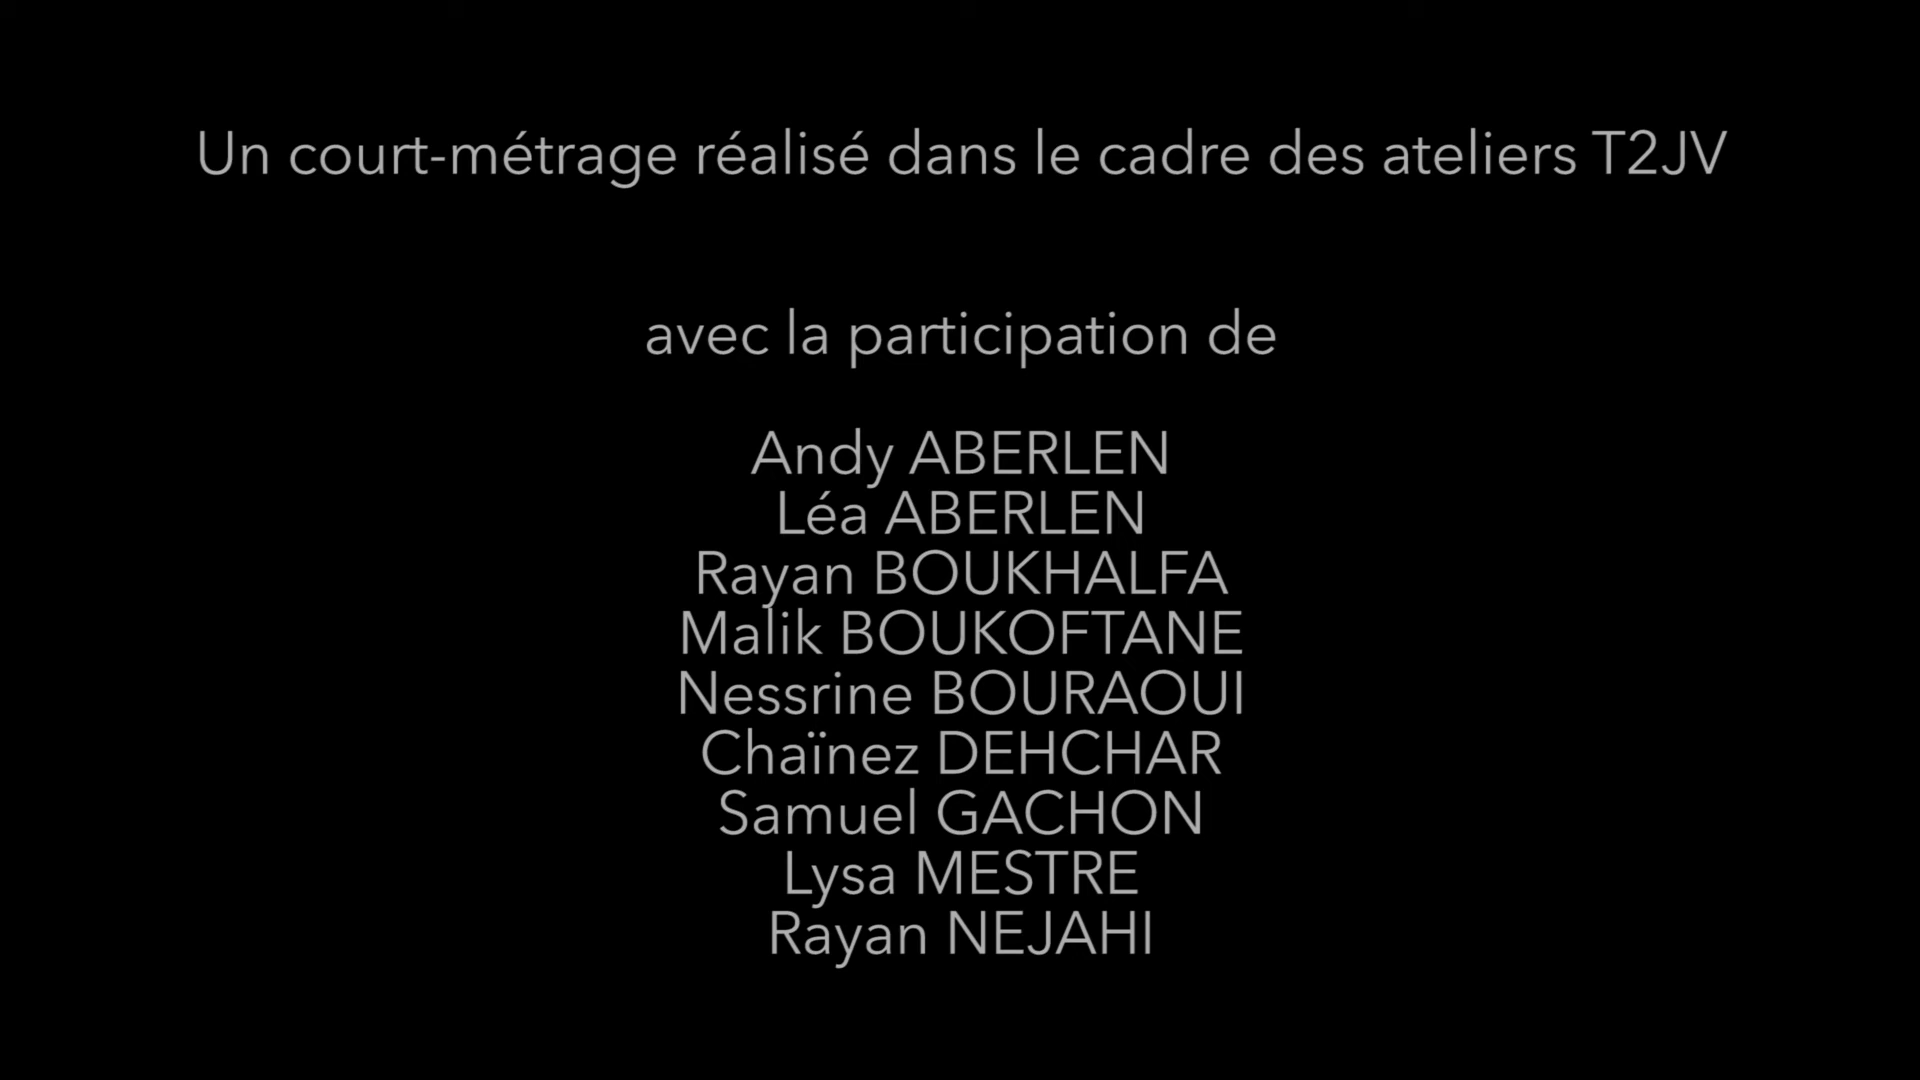 Un court-métrage réalisé dans le cadre des ateliers T2JV
avec la participation de
Andy ABERLEN
Léa ABERLEN
Rayan BOUKHALFA
Malik BOUKOFTANE
Nessrine BOURAOUI
Chaïnez DEHCHAR
Samuel GACHON
Lysa MESTRE
Rayan NEJAHI